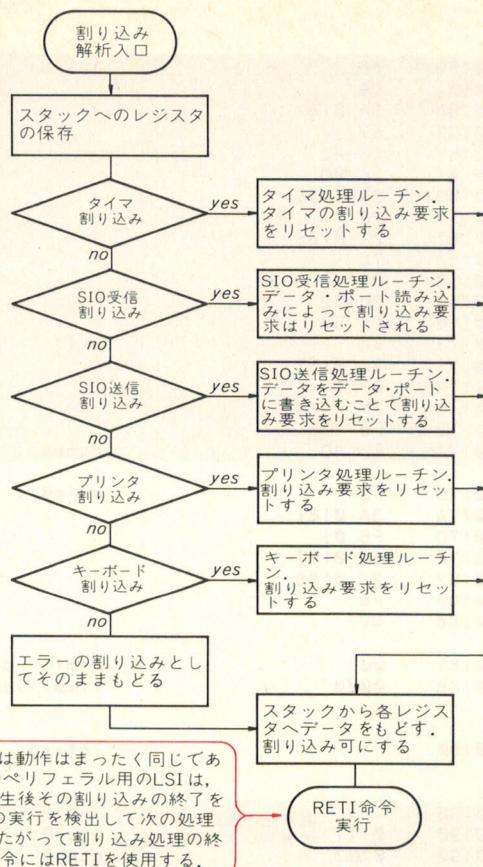 割り込み
解析入口
スタックへのレジスタ
の保存
タイマ
割り込み
yes
タイマ処理ルーチン.
タイマの割り込み要求
をリセットする
no
SIO受信
割り込み
yes
SIO受信処理ルーチン.
データ・ポート読み込
みによって割り込み要
求はリセットされる
no
SIO送信
割り込み
yes
SIO送信処理ルーチン.
データをデータ・ポート
に書き込むことで割り込
み要求をリセットする
no
プリンタ
割り込み
yes
プリンタ処理ルーチン.
割り込み要求をリセッ
トする
no
キーボード
割り込み
yes
キーボード処理ルーチ
ン.
割り込み要求をリセッ
トする
no
エラーの割り込みとし
てそのままもどる
スタックから各レジス
タへデータをもどす.
割り込み可にする
は動作はまったく同じであ
のペリフェラル用のLSIは,
生後その割り込みの終了を
の実行を検出して次の処理
たがって割り込み処理の終
令にはRETIを使用する.
RETI命令
実行